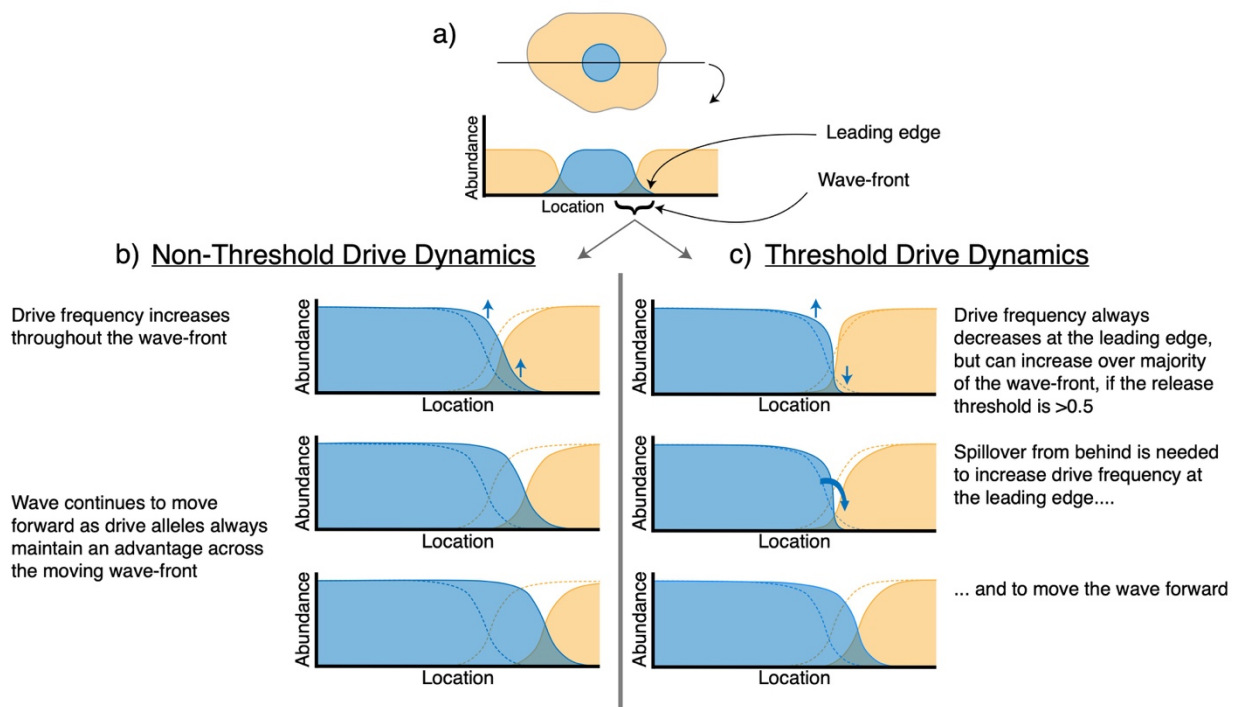 a)
Abundance
Location
Leading edge
Wave-front
b) Non-Threshold Drive Dynamics
Drive frequency increases
throughout the wave-front
Abundance
Location
Abundance
Location
Wave continues to move
forward as drive alleles always
maintain an advantage across
the moving wave-front
Abundance
Location
c) Threshold Drive Dynamics
Abundance
Location
Drive frequency always
decreases at the leading edge,
but can increase over majority
of the wave-front, if the release
threshold is >0.5
Abundance
Location
Spillover from behind is needed
to increase drive frequency at
the leading edge....
Abundance
Location
... and to move the wave forward